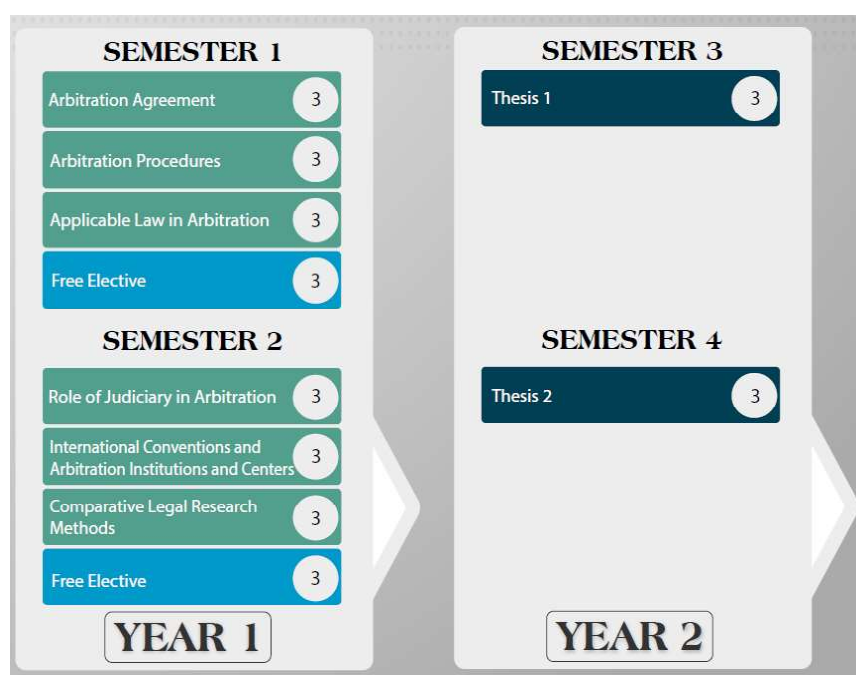 SEMESTER 1
Arbitration Agreement 3
Arbitration Procedures 3
Applicable Law in Arbitration 3
Free Elective 3
SEMESTER 2
Role of Judiciary in Arbitration 3
International Conventions and
Arbitration Institutions and Centers 3
Comparative Legal Research
Methods 3
Free Elective 3
YEAR 1
SEMESTER 3
Thesis 1 3
SEMESTER 4
Thesis 2 3
YEAR 2